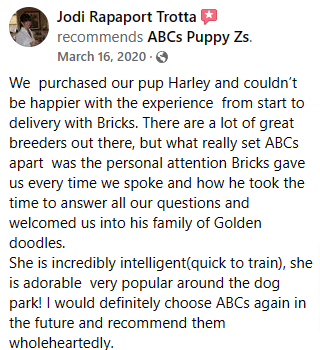 Jodi Rapaport Trotta
recommends ABCs Puppy Zs.
March 16, 2020 ·
We  purchased our pup Harley and couldn't
be happier with the experience  from start to
delivery with Bricks. There are a lot of great
breeders out there, but what really set ABCs
apart  was the personal attention Bricks gave
us every time we spoke and how he took the
time to answer all our questions and
welcomed us into his family of Golden
doodles.
She is incredibly intelligent(quick to train), she
is adorable  very popular around the dog
park! I would definitely choose ABCs again in
the future and recommend them
wholeheartedly.